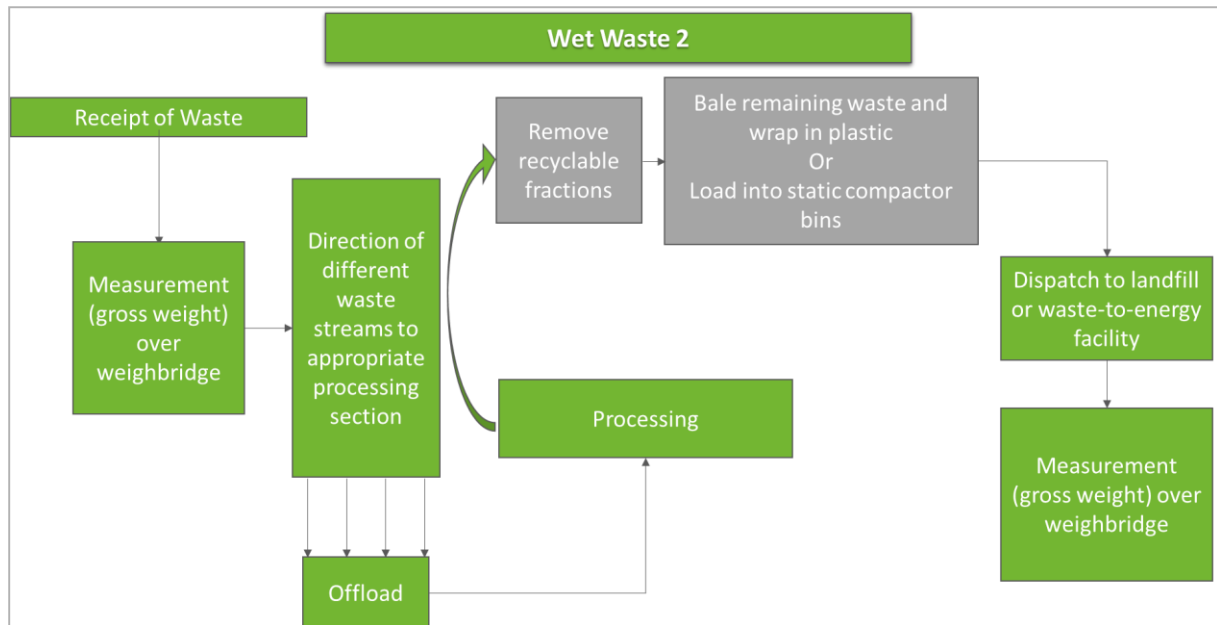 Wet Waste 2
Receipt of Waste
Measurement
(gross weight)
over
weighbridge
Direction of
different
waste
streams to
appropriate
processing
section
Offload
Processing
Remove
recyclable
fractions
Bale remaining waste and
wrap in plastic
Or
Load into static compactor
bins
Dispatch to landfill
or waste-to-energy
facility
Measurement
(gross weight) over
weighbridge